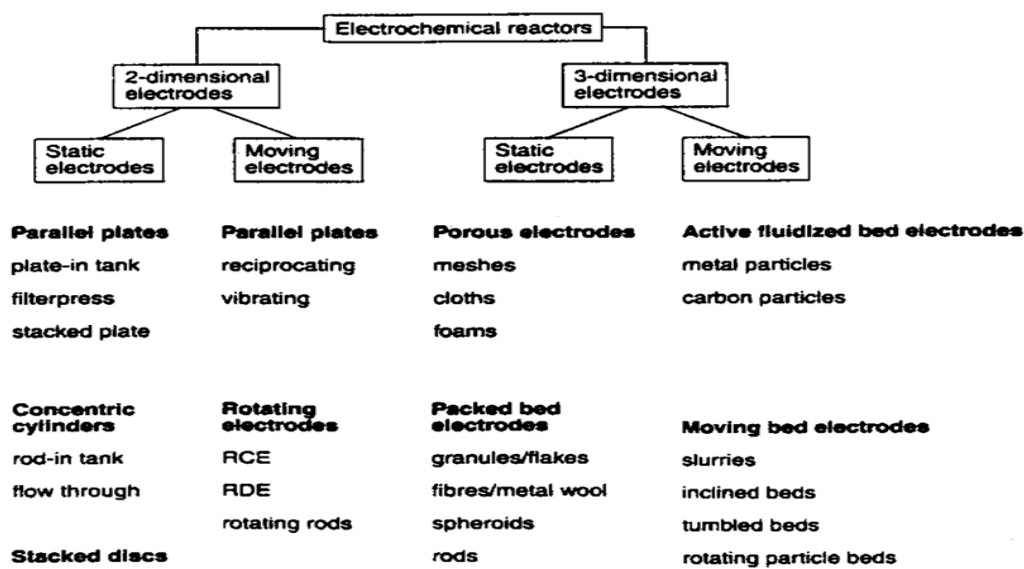 Electrochemical reactors
2-dimensional
electrodes
3-dimensional
electrodes
Static
electrodes
Moving
electrodes
Static
electrodes
Moving
electrodes
Parallel plates
plate-in tank
filterpress
stacked plate
Parallel plates
reciprocating
vibrating
Porous electrodes
meshes
cloths
foams
Active fluidized bed electrodes
metal particles
carbon particles
Concentric
cylinders
rod-in tank
flow through
Stacked discs
Rotating
electrodes
RCE
RDE
rotating rods
Packed bed
electrodes
granules/flakes
fibres/metal wool
spheroids
rods
Moving bed electrodes
slurries
inclined beds
tumbled beds
rotating particle beds